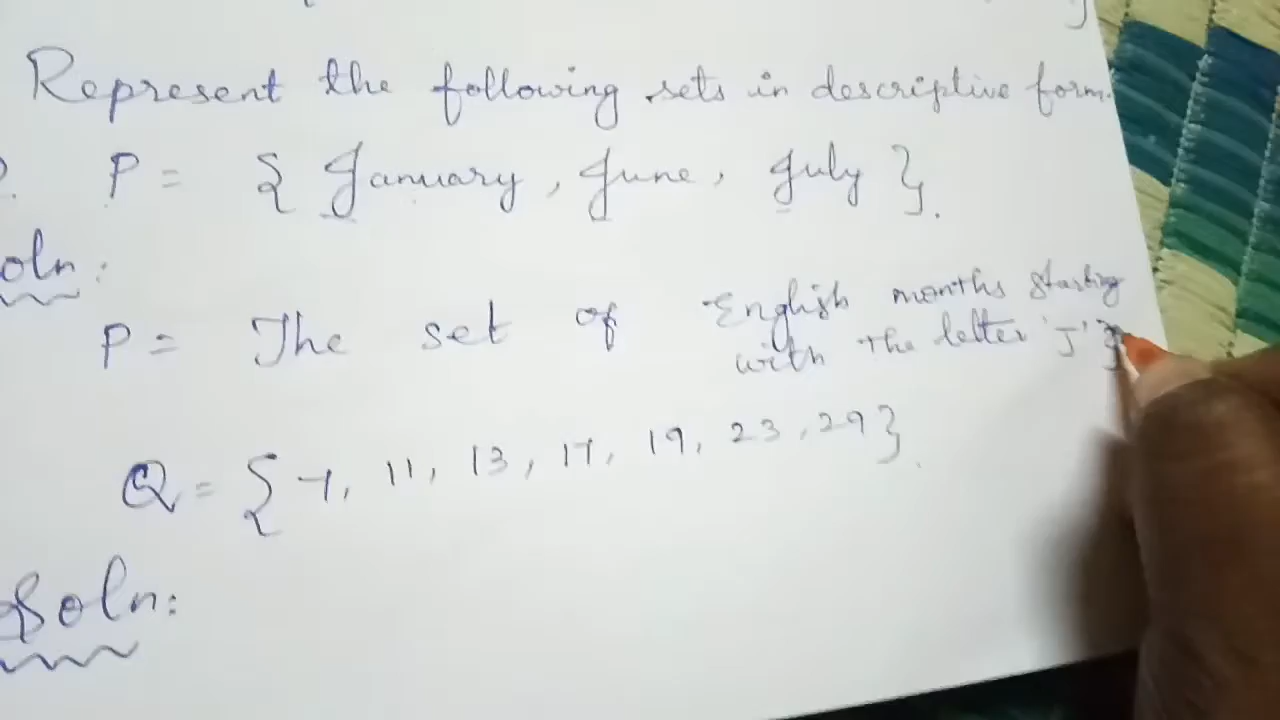 Represent the following sets in descriptive form.
P = { January, June, July }.
oln:
P = The set of English months starting
with the letter 'J' }
Q = { 7, 11, 13, 17, 19, 23, 29 }.
Soln: